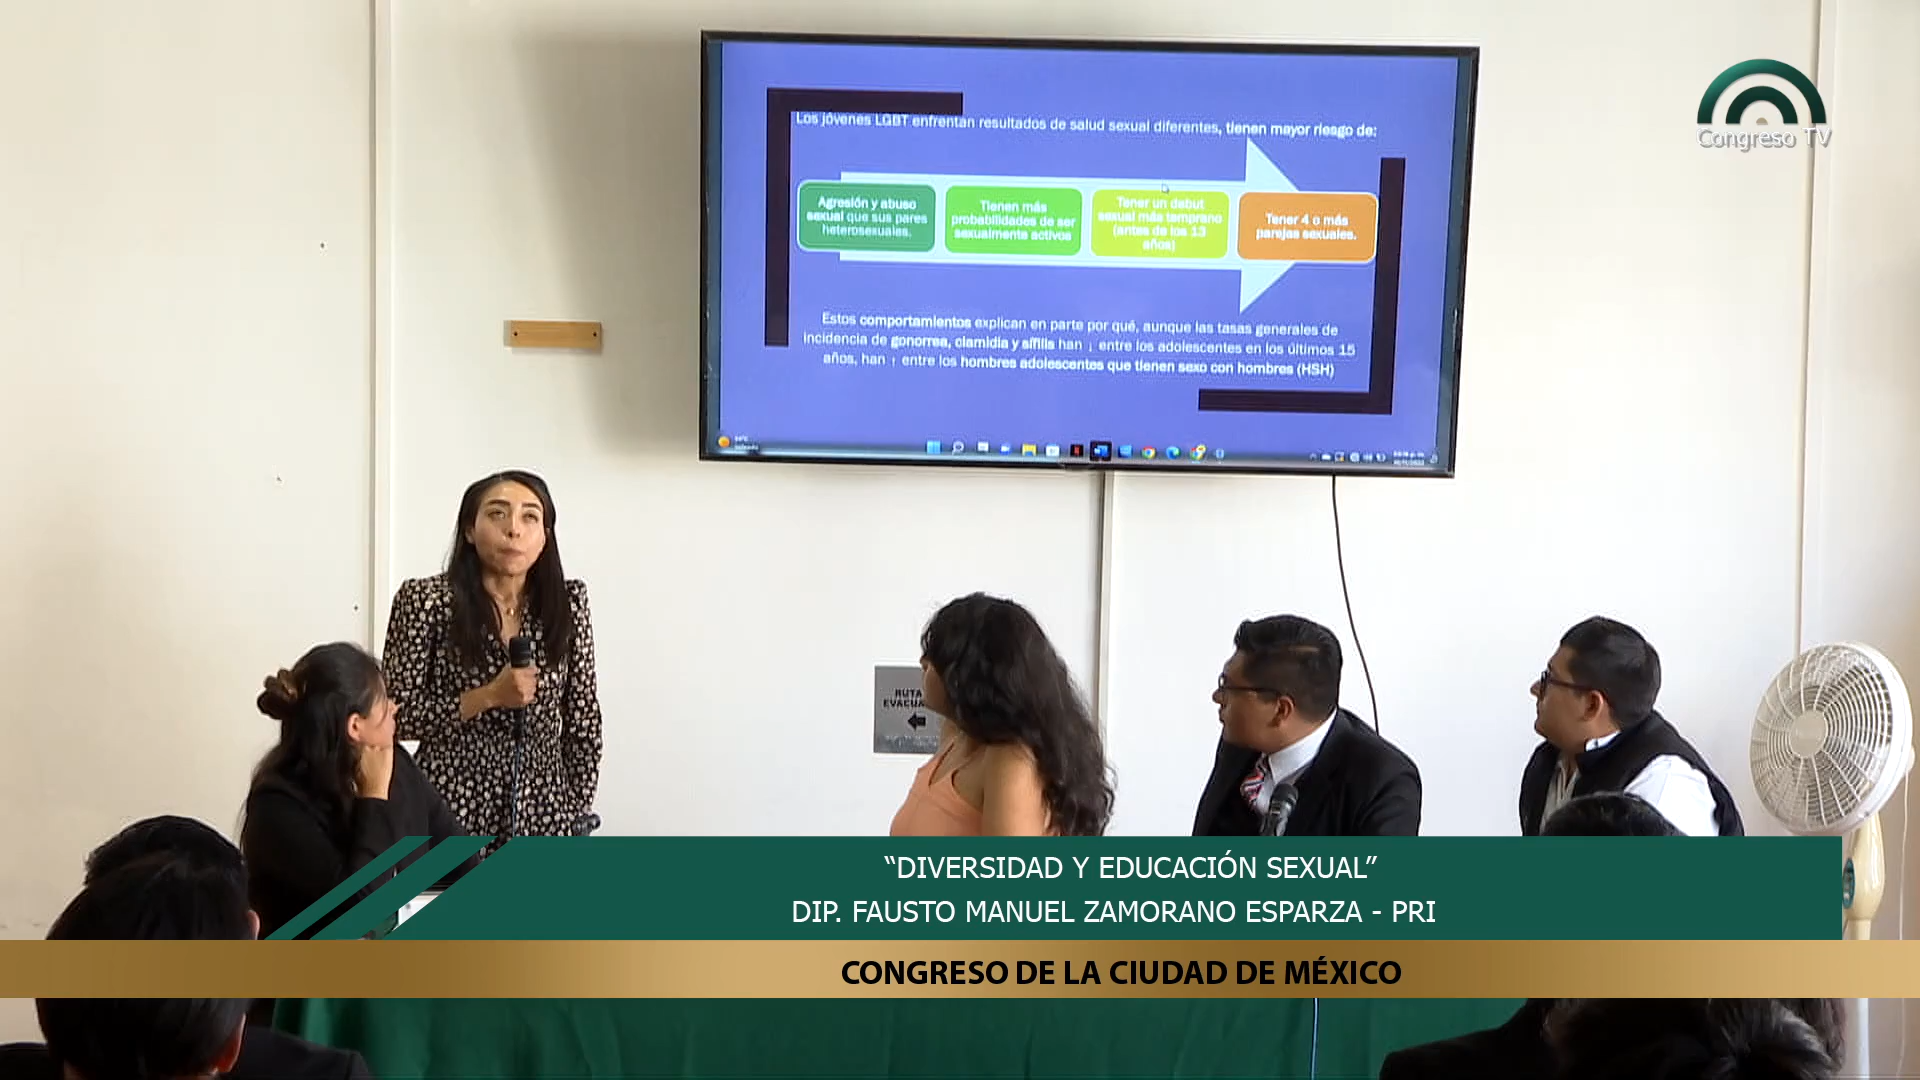 Congreso TV
Los jóvenes LGBT enfrentan resultados de salud sexual diferentes, tienen mayor riesgo de:
Agresión y abuso
sexual que sus pares
heterosexuales.
Tienen más
probabilidades de ser
sexualmente activos
Tener un debut
sexual más temprano
(antes de los 13
años)
Tener 4 o más
parejas sexuales.
Estos comportamientos explican en parte por qué, aunque las tasas generales de
incidencia de gonorrea, clamidia y sífilis han ↓ entre los adolescentes en los últimos 15
años, han ↑ entre los hombres adolescentes que tienen sexo con hombres (HSH)
RUTA
“DIVERSIDAD Y EDUCACIÓN SEXUAL”
DIP. FAUSTO MANUEL ZAMORANO ESPARZA - PRI
CONGRESO DE LA CIUDAD DE MÉXICO